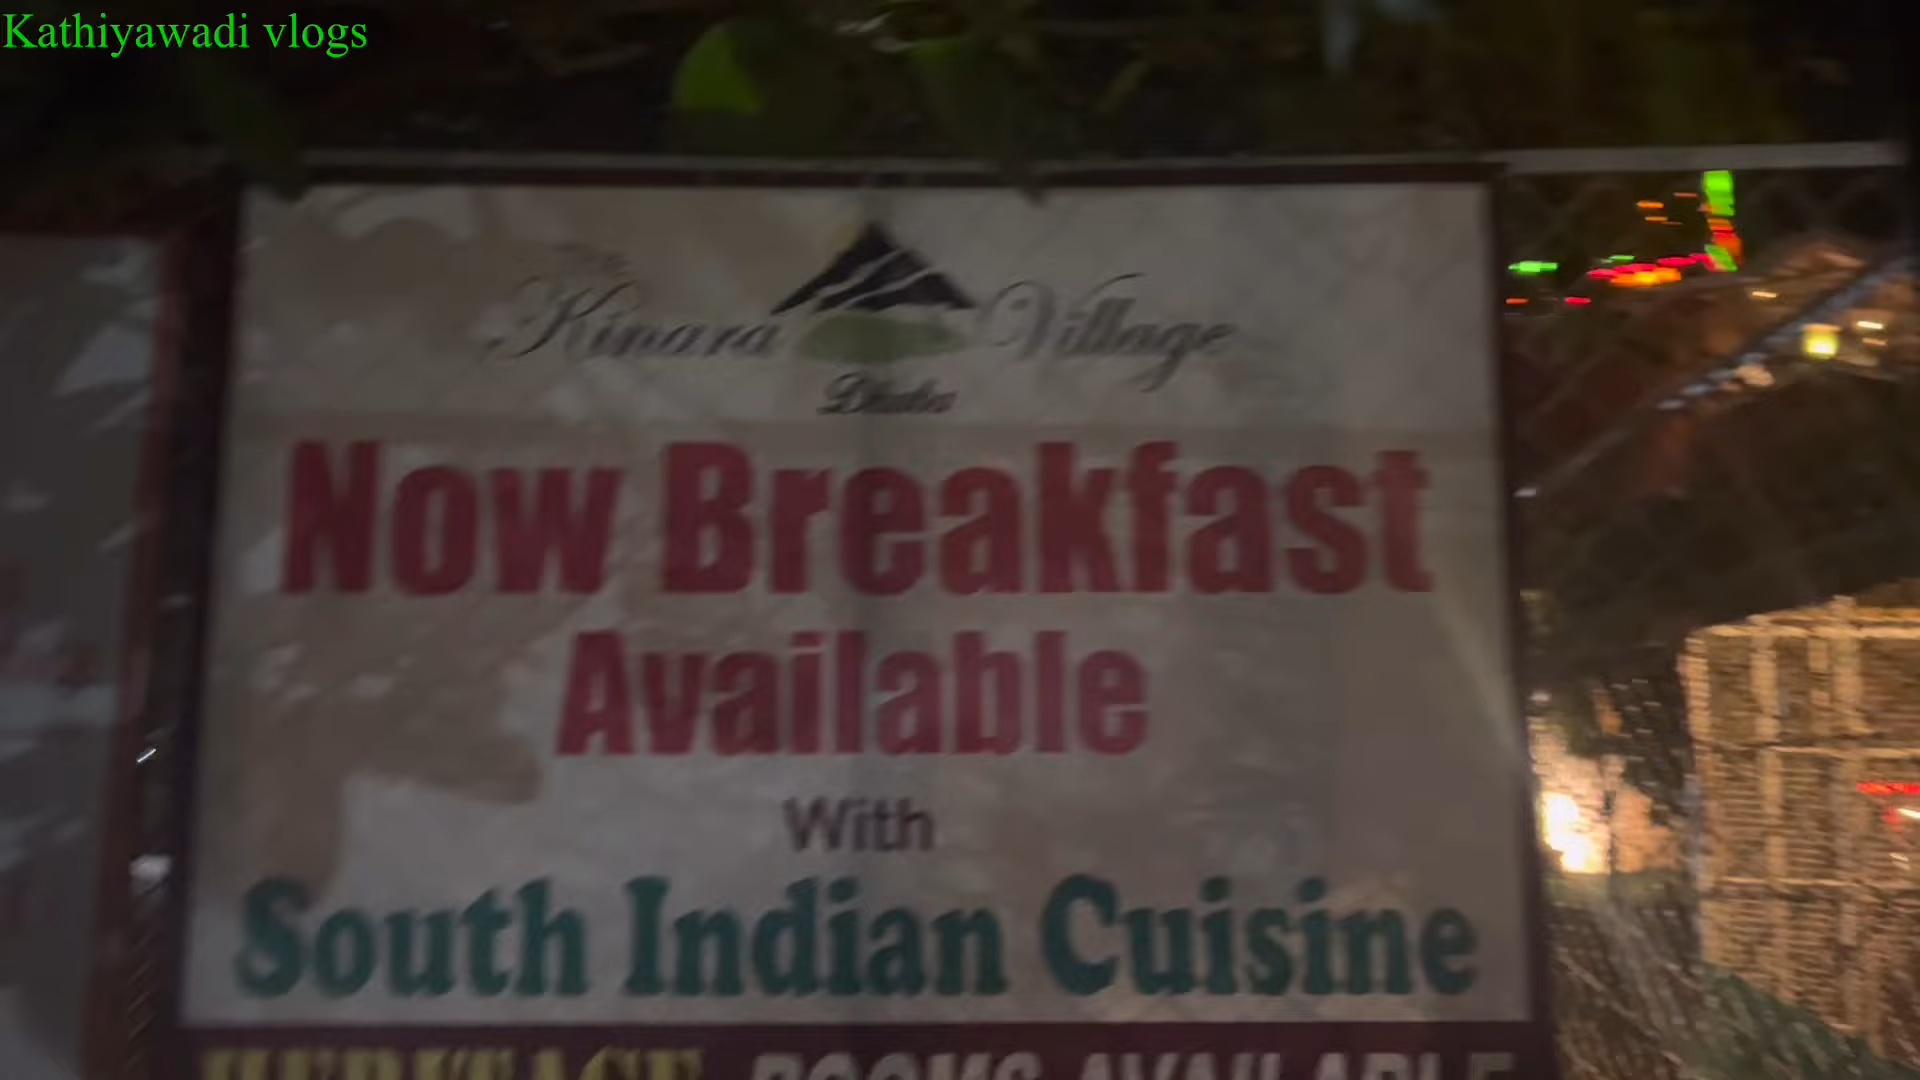 Kathiyawadi vlogs
Kinara Village
Dhaba
Now Breakfast
Available
With
South Indian Cuisine
HERITAGE ROOMS AVAILABLE